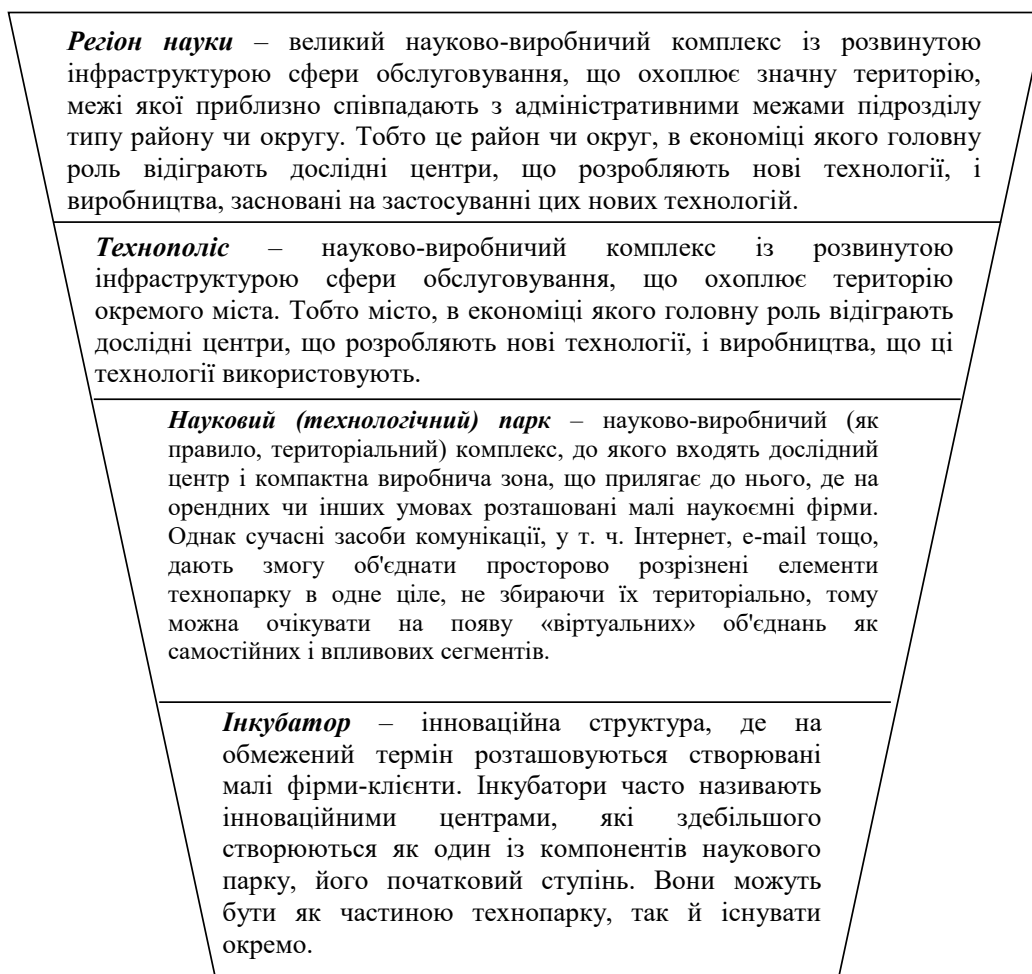 Регіон науки – великий науково-виробничий комплекс із розвинутою
інфраструктурою сфери обслуговування, що охоплює значну територію,
межі якої приблизно співпадають з адміністративними межами підрозділу
типу району чи округу. Тобто це район чи округ, в економіці якого головну
роль відіграють дослідні центри, що розробляють нові технології, і
виробництва, засновані на застосуванні цих нових технологій.
Технополіс – науково-виробничий комплекс із розвинутою
інфраструктурою сфери обслуговування, що охоплює територію
окремого міста. Тобто місто, в економіці якого головну роль відіграють
дослідні центри, що розробляють нові технології, і виробництва, що ці
технології використовують.
Науковий (технологічний) парк – науково-виробничий (як
правило, територіальний) комплекс, до якого входять дослідний
центр і компактна виробнича зона, що прилягає до нього, де на
орендних чи інших умовах розташовані малі наукоємні фірми.
Однак сучасні засоби комунікації, у т. ч. Інтернет, e-mail тощо,
дають змогу об'єднати просторово розрізнені елементи
технопарку в одне ціле, не збираючи їх територіально, тому
можна очікувати на появу «віртуальних» об'єднань як
самостійних і впливових сегментів.
Інкубатор – інноваційна структура, де на
обмежений термін розташовуються створювані
малі фірми-клієнти. Інкубатори часто називають
інноваційними центрами, які здебільшого
створюються як один із компонентів наукового
парку, його початковий ступінь. Вони можуть
бути як частиною технопарку, так й існувати
окремо.